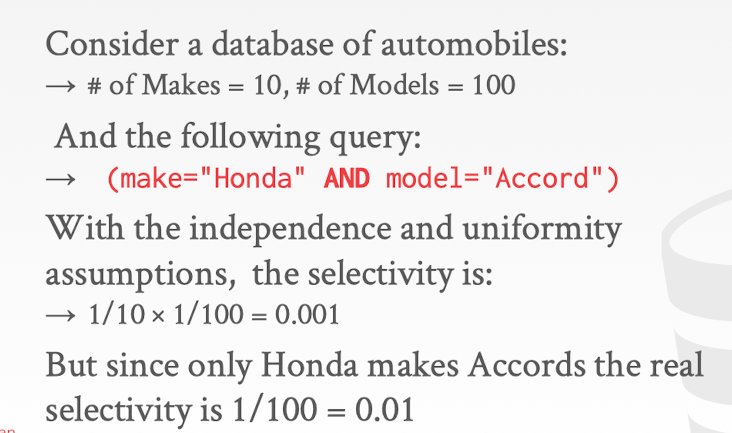 Consider a database of automobiles:
→ # of Makes = 10, # of Models = 100
And the following query:
→ (make="Honda" AND model="Accord")
With the independence and uniformity
assumptions, the selectivity is:
→ 1/10 × 1/100 = 0.001
But since only Honda makes Accords the real
selectivity is 1/100 = 0.01